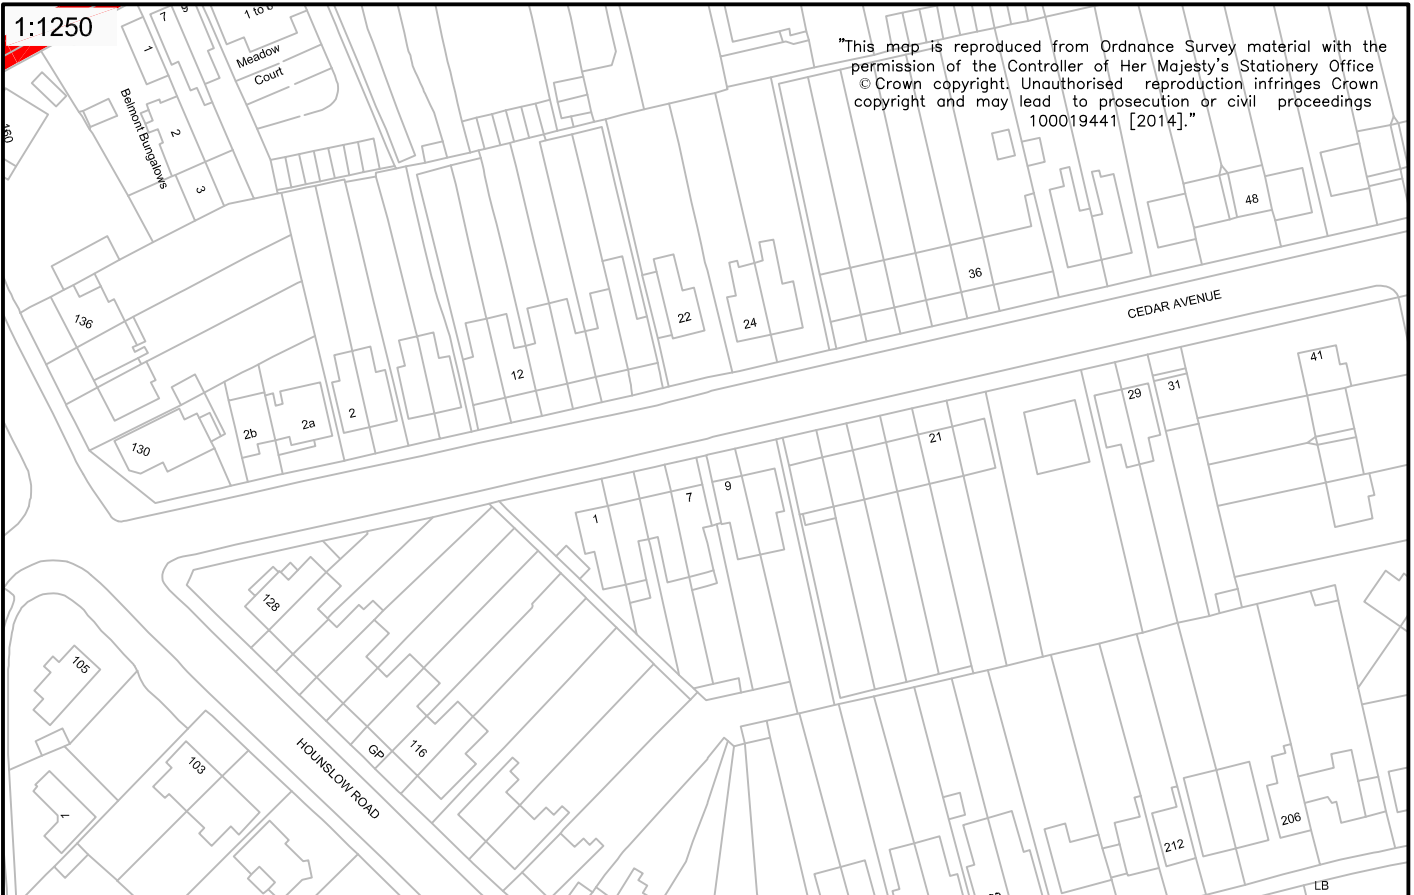 1:1250
7
9
1 to 6
Meadow
Court
1
"This map is reproduced from Ordnance Survey material with the
permission of the Controller of Her Majesty's Stationery Office
© Crown copyright. Unauthorised reproduction infringes Crown
copyright and may lead to prosecution or civil proceedings
100019441 [2014]."
Belmont Bungalows
160
2
3
48
36
CEDAR AVENUE
136
22
24
12
41
29
31
2
2a
2b
130
21
9
7
1
128
105
116
GP
103
HOUNSLOW ROAD
206
212
LB